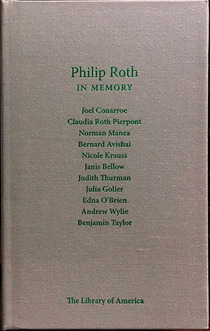 Philip Roth
IN MEMORY
Joel Conarroe
Claudia Roth Pierpont
Norman Manea
Bernard Avishai
Nicole Krauss
Janis Bellow
Judith Thurman
Julia Golier
Edna O'Brien
Andrew Wylie
Benjamin Taylor
The Library of America